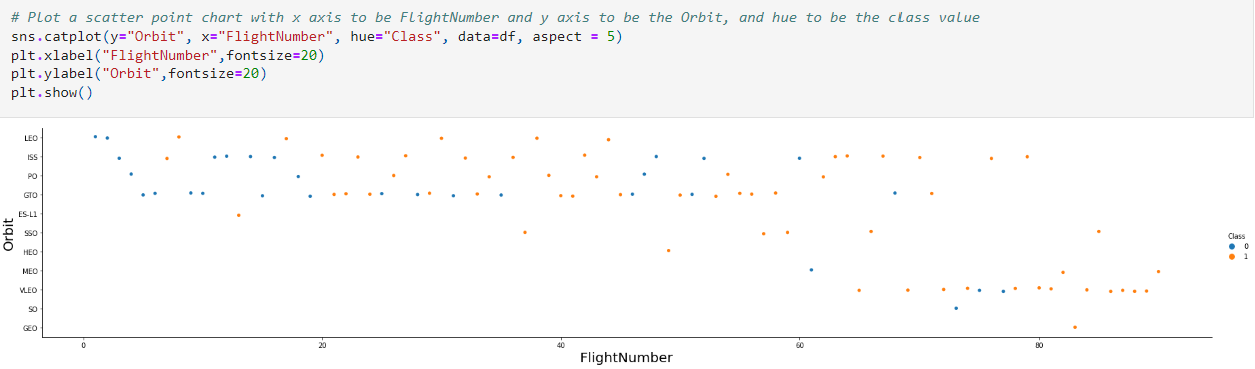 # Plot a scatter point chart with x axis to be FlightNumber and y axis to be the Orbit, and hue to be the class value
sns.catplot(y="Orbit", x="FlightNumber", hue="Class", data=df, aspect = 5)
plt.xlabel("FlightNumber",fontsize=20)
plt.ylabel("Orbit",fontsize=20)
plt.show()
LEO
ISS
PO
GTO
ES-L1
SSO
HEO
MEO
VLEO
SO
GEO
Orbit
0 20 40 60 80
FlightNumber
Class
0
1